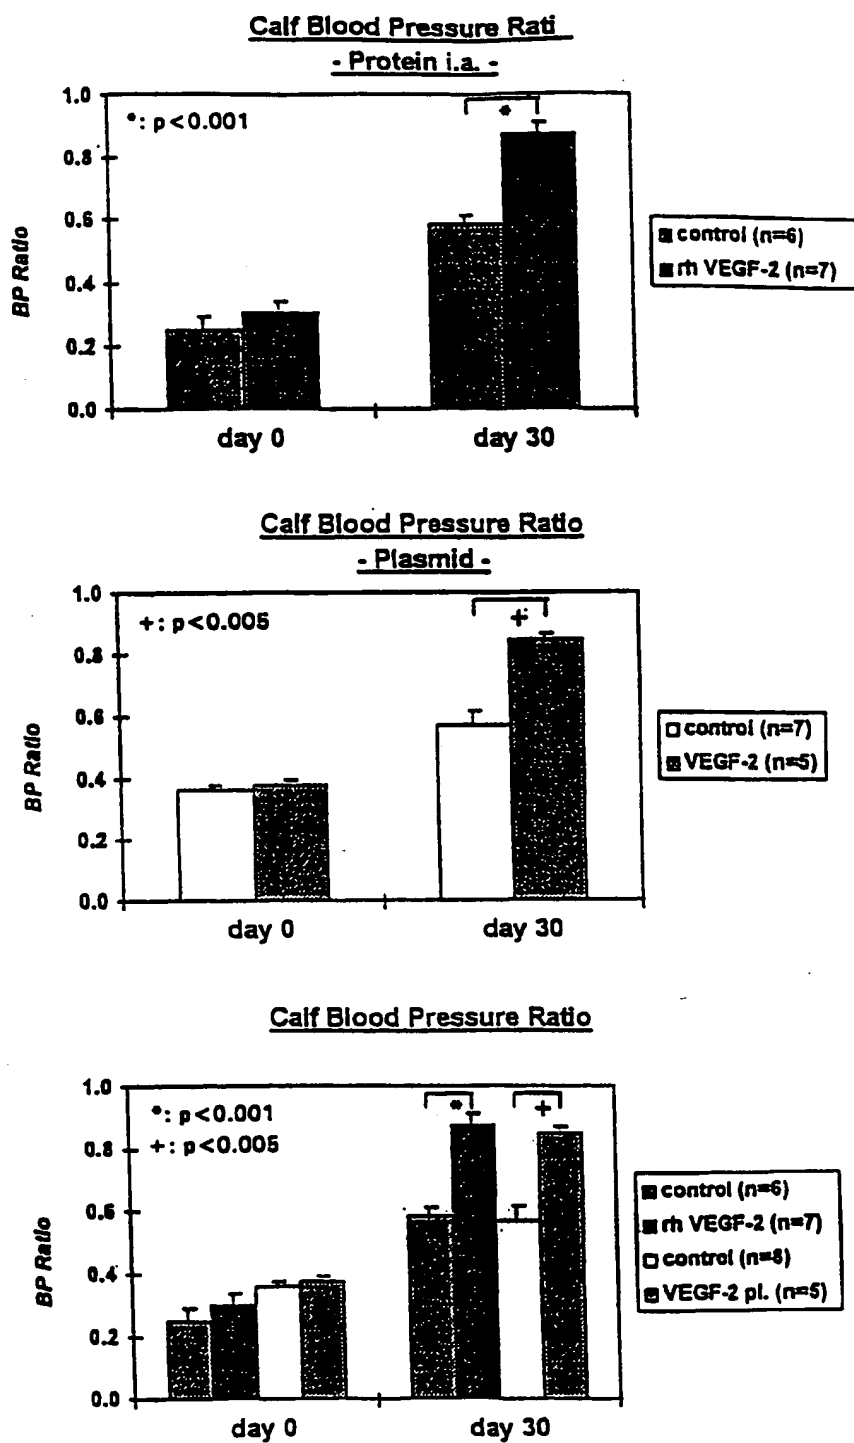 Calf Blood Pressure Rati
- Protein i.a. -
*: p<0.001
*
1.0
0.8
0.6
0.4
0.2
0.0
BP Ratio
day 0
day 30
control (n=6)
rh VEGF-2 (n=7)
Calf Blood Pressure Ratio
- Plasmid -
+: p<0.005
+
1.0
0.8
0.6
0.4
0.2
0.0
BP Ratio
day 0
day 30
control (n=7)
VEGF-2 (n=5)
Calf Blood Pressure Ratio
*: p<0.001
+: p<0.005
*
+
1.0
0.8
0.6
0.4
0.2
0.0
BP Ratio
day 0
day 30
control (n=6)
rh VEGF-2 (n=7)
control (n=8)
VEGF-2 pl. (n=5)